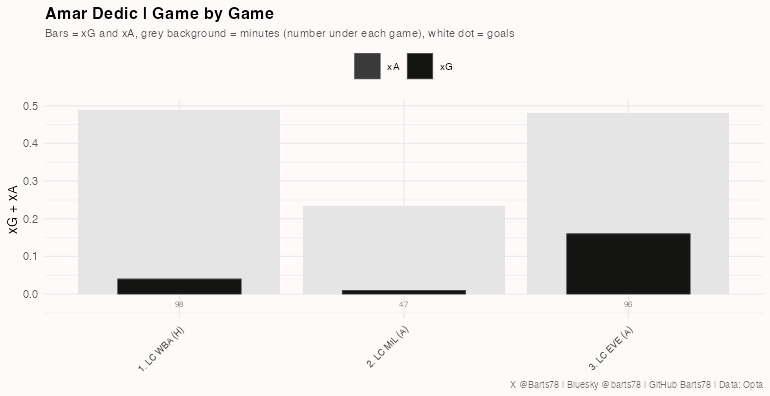 Amar Dedic | Game by Game
Bars = xG and xA, grey background = minutes (number under each game), white dot = goals
xA
xG
xG + xA
0.5
0.4
0.3
0.2
0.1
0.0
98
47
96
1. LC WBA (H)
2. LC MIL (A)
3. LC EVE (A)
X @Barts78 | Bluesky @barts78 | GitHub Barts78 | Data: Opta